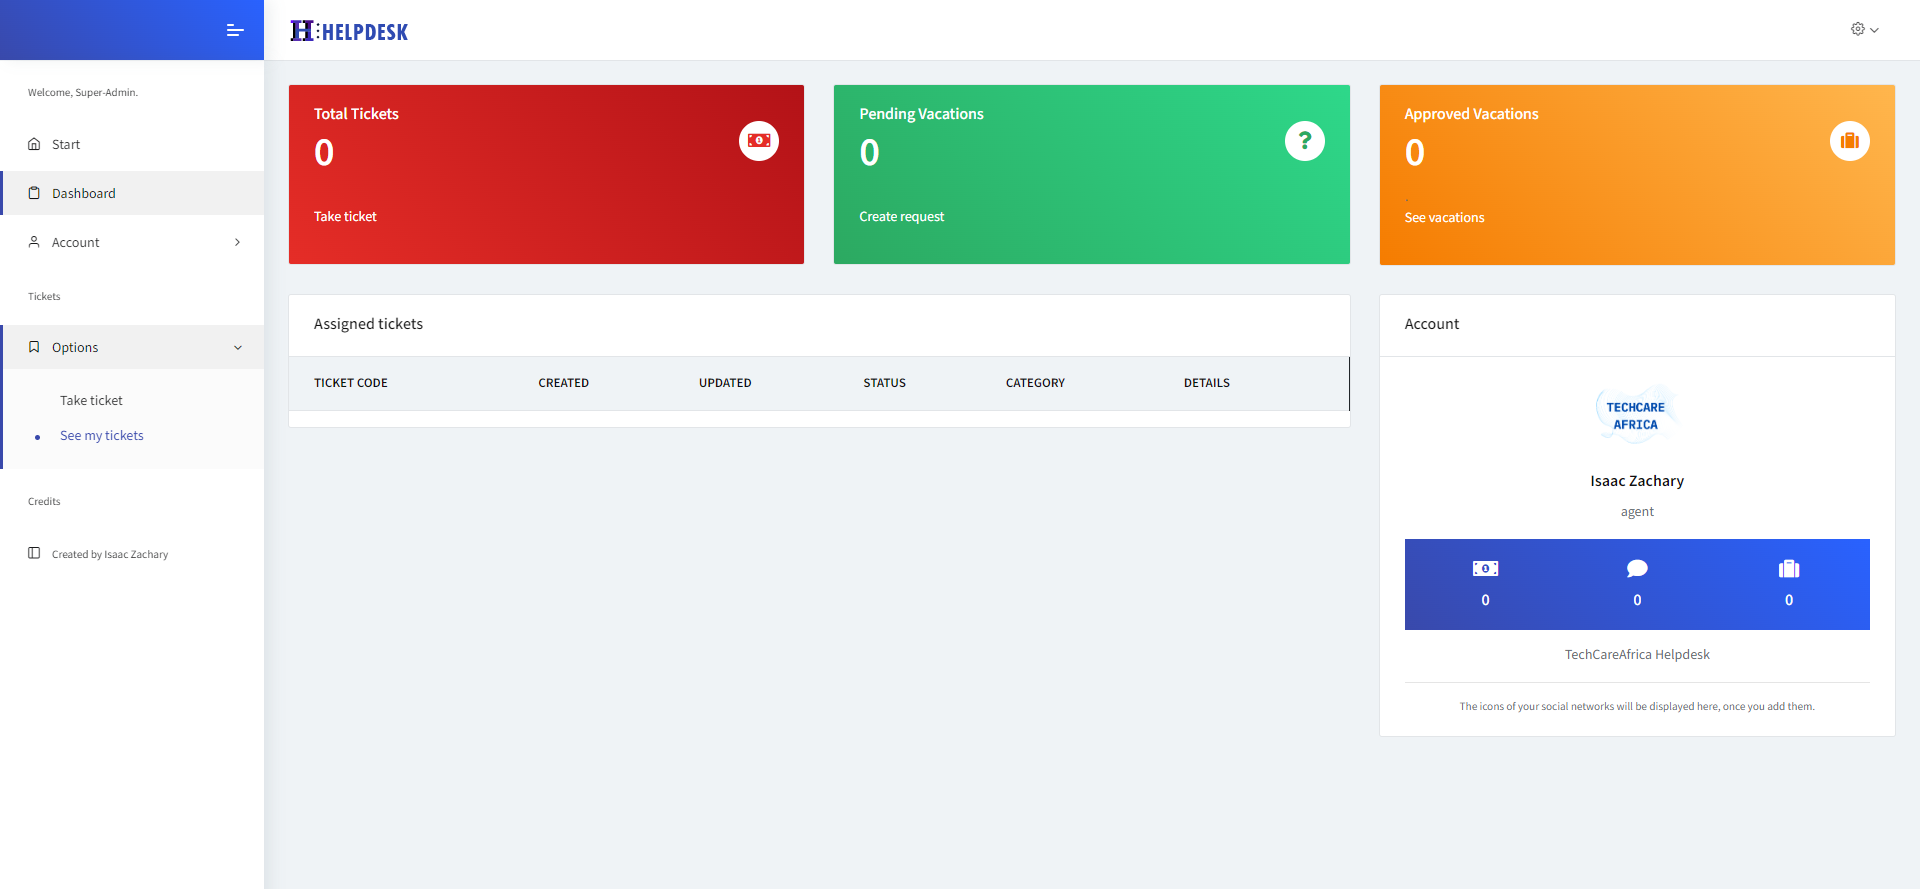 H:HELPDESK
Welcome, Super-Admin.
Start
Dashboard
Account
Tickets
Options
Take ticket
See my tickets
Credits
Created by Isaac Zachary
Total Tickets
0
Take ticket
Pending Vacations
0
?
Create request
Approved Vacations
0
.
See vacations
Assigned tickets
TICKET CODE CREATED UPDATED STATUS CATEGORY DETAILS
Account
TECHCARE
AFRICA
Isaac Zachary
agent
0 0 0
TechCareAfrica Helpdesk
The icons of your social networks will be displayed here, once you add them.